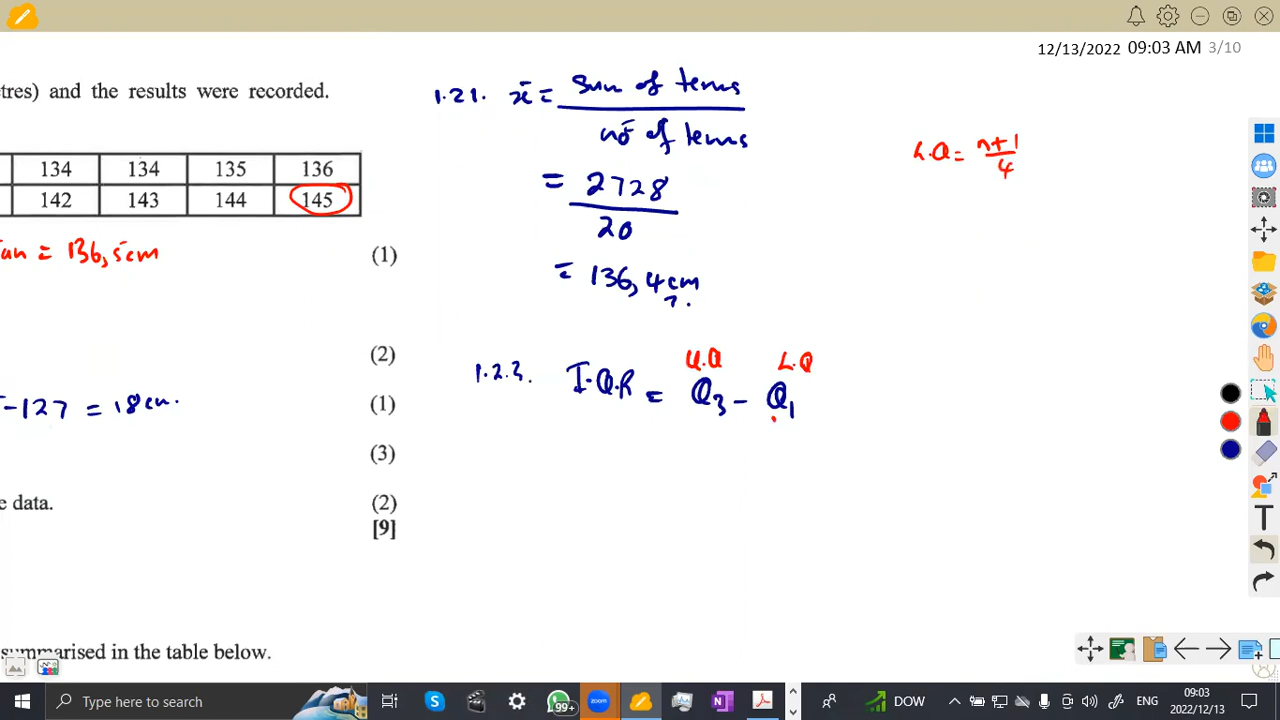 12/13/2022 09:03 AM 3/10
tres) and the results were recorded.
134 134 135 136
142 143 144 145
an = 136,5cm (1)
(2)
-127 = 18cm. (1)
(3)
e data. (2)
[9]
summarised in the table below.
1.21. x̄ = sum of terms
no of terms
= 2728
20
= 136,4cm
L.Q = n+1
4
U.Q L.Q
1.2.3. I.Q.R = Q3 - Q1
Type here to search
99+
DOW
ENG
09:03
2022/12/13